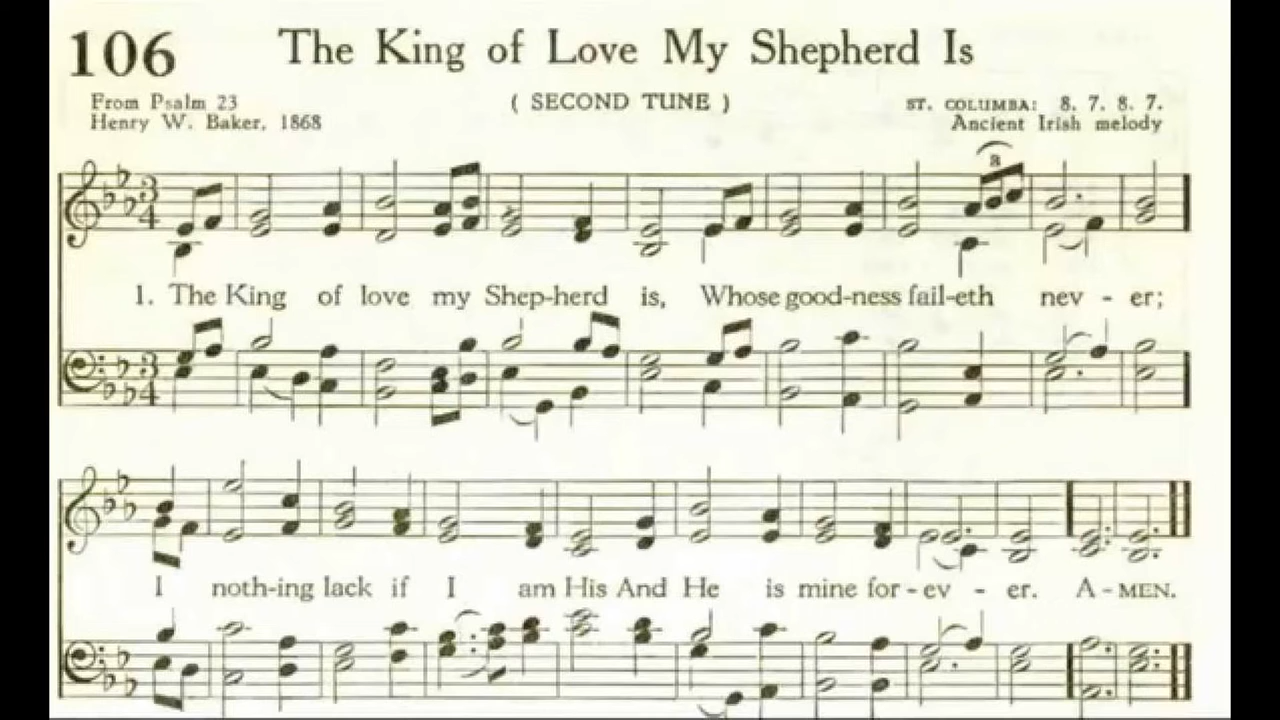 106 The King of Love My Shepherd Is
From Psalm 23 ( SECOND TUNE ) ST. COLUMBA: 8. 7. 8. 7.
Henry W. Baker, 1868 Ancient Irish melody
3
1. The King of love my Shep-herd is, Whose good-ness fail-eth nev - er;
I noth-ing lack if I am His And He is mine for-ev - er. A-MEN.